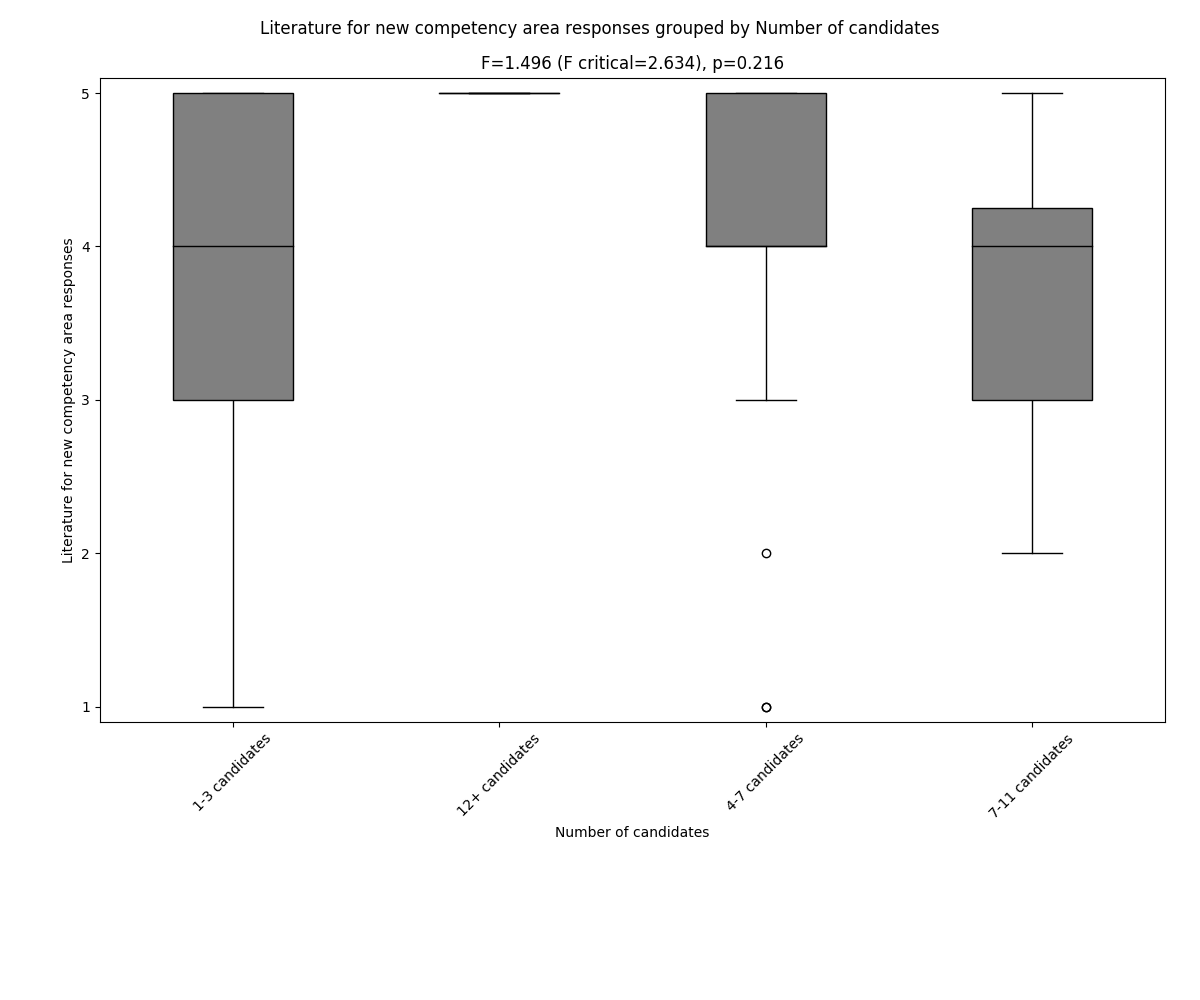 Literature for new competency area responses grouped by Number of candidates
F=1.496 (F critical=2.634), p=0.216
Literature for new competency area responses
5
4
3
2
1
1-3 candidates
12+ candidates
4-7 candidates
7-11 candidates
Number of candidates